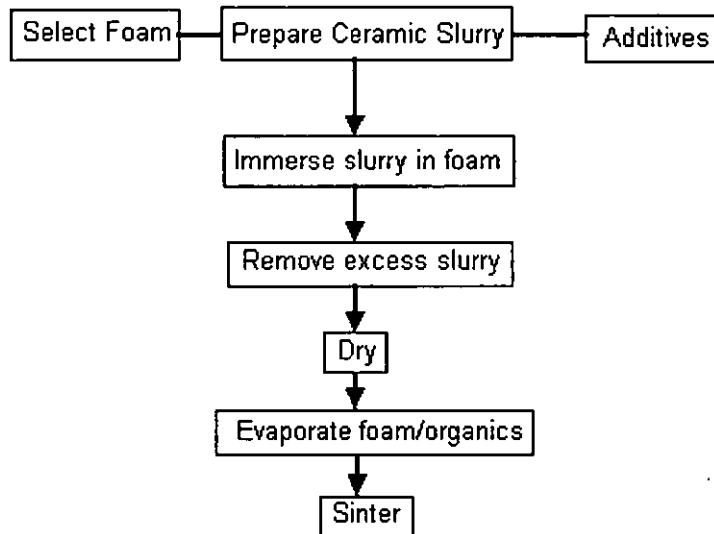 Select Foam
Prepare Ceramic Slurry
Additives
Immerse slurry in foam
Remove excess slurry
Dry
Evaporate foam/organics
Sinter